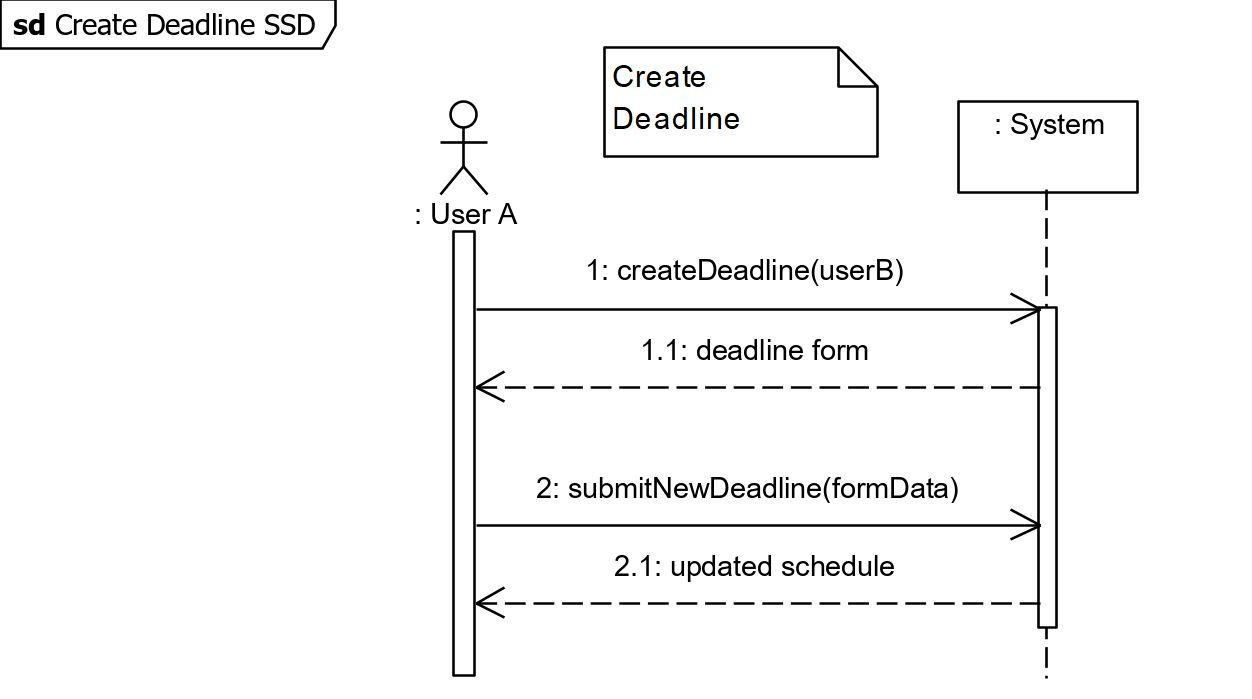 sd Create Deadline SSD
Create
Deadline
: System
: User A
1: createDeadline(userB)
1.1: deadline form
2: submitNewDeadline(formData)
2.1: updated schedule